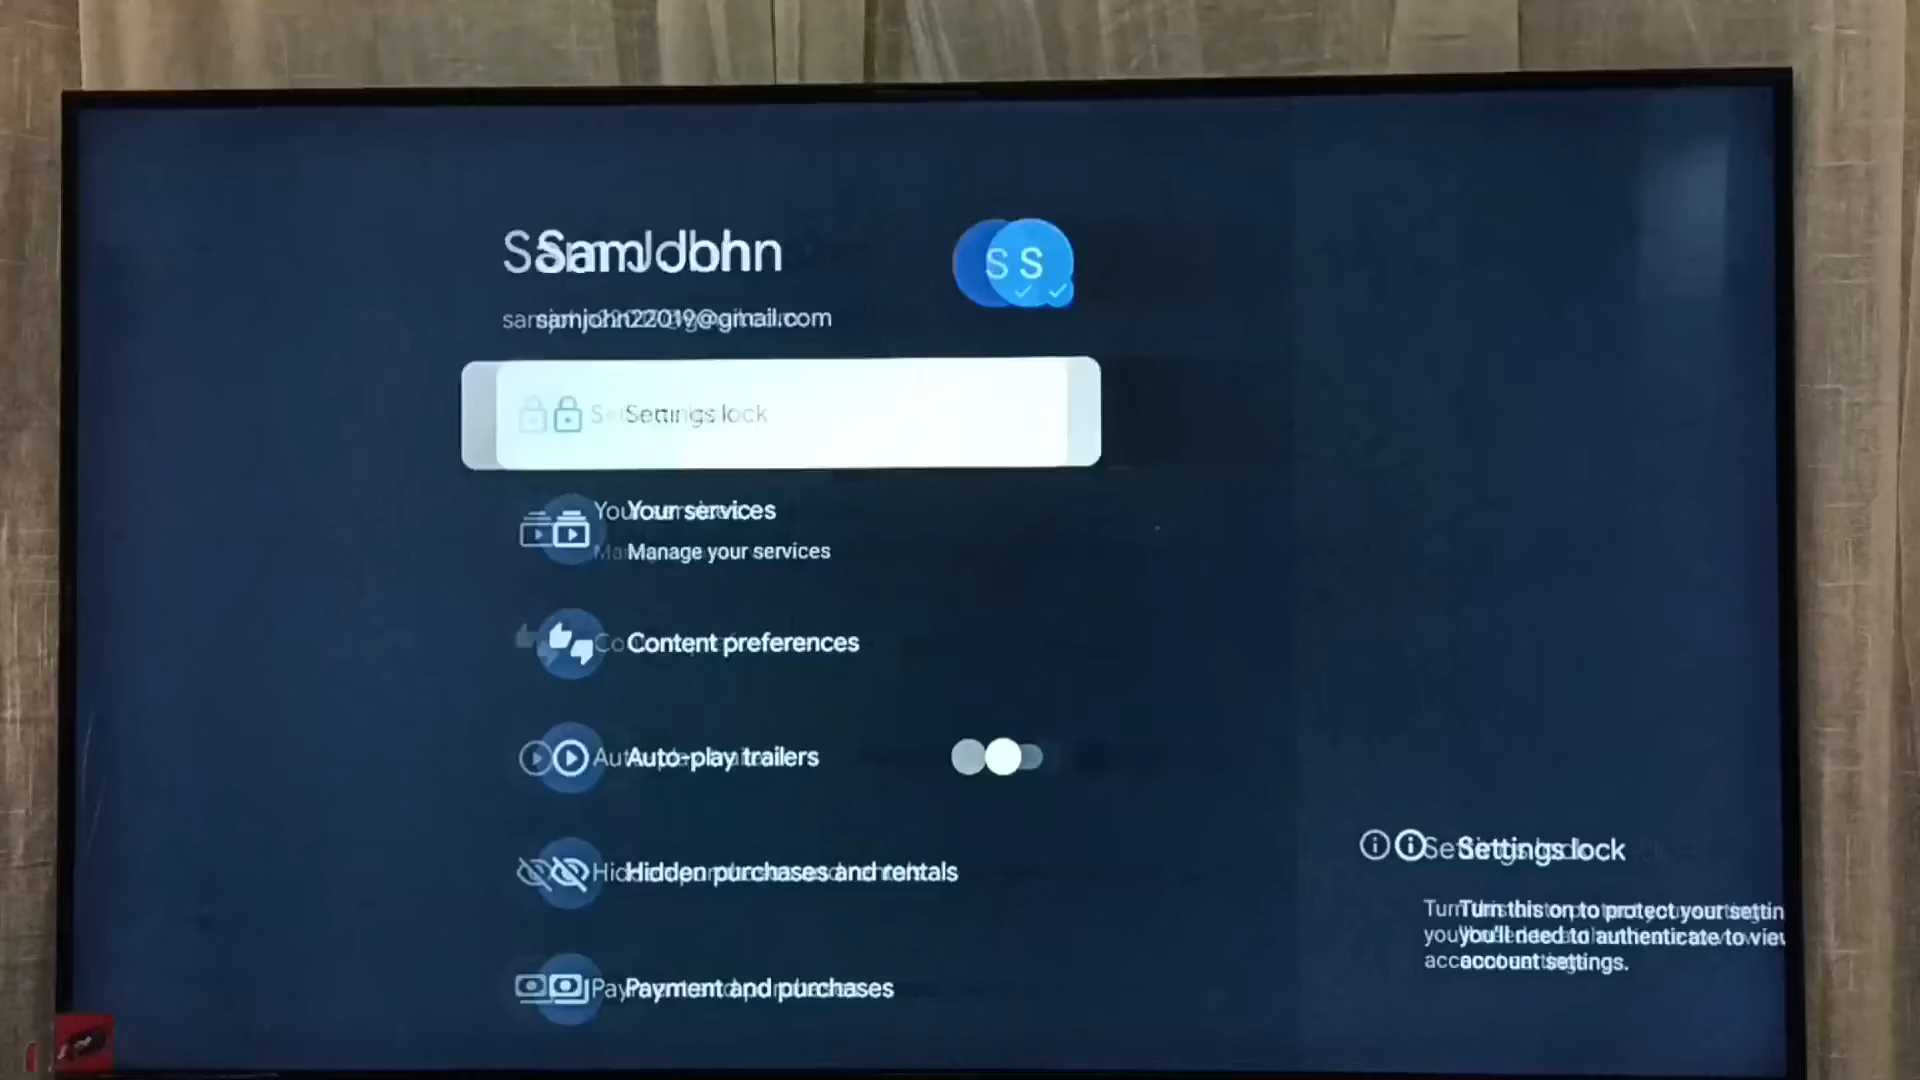 Sam John
samjohn22019@gmail.com
S
Settings lock
Your services
Manage your services
Content preferences
Auto-play trailers
Hidden purchases and rentals
Payment and purchases
Settings lock
Turn this on to protect your settin
you'll need to authenticate to view
account settings.